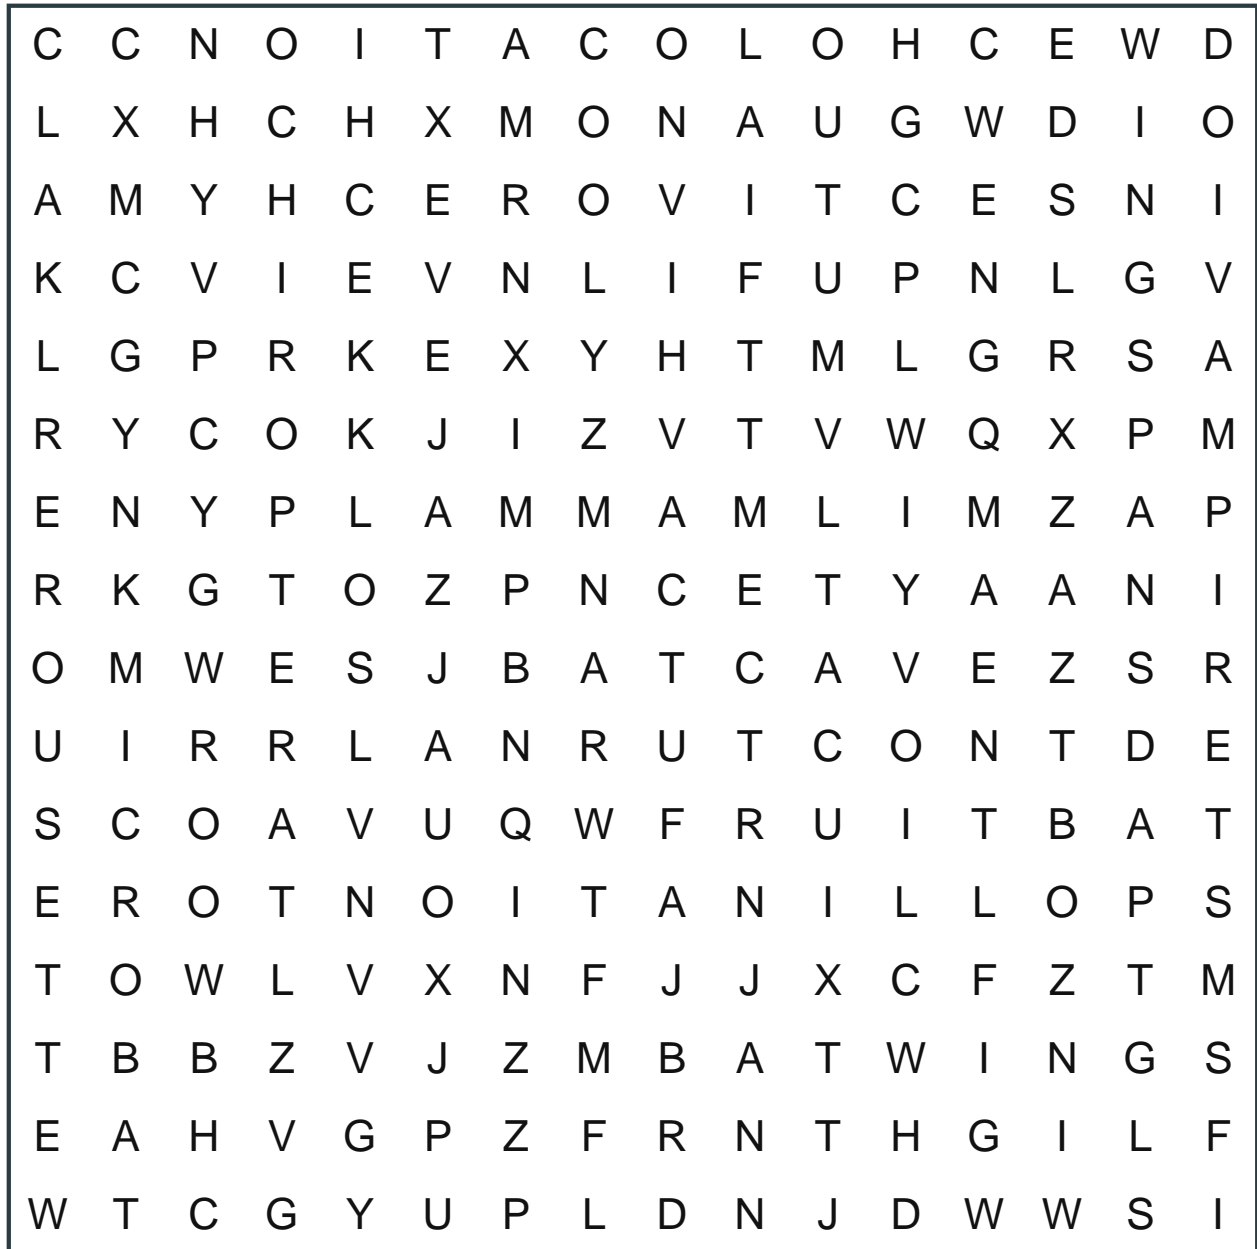 C C N O I T A C O L O H C E W D
L X H C H X M O N A U G W D I O
A M Y H C E R O V I T C E S N I
K C V I E V N L I F U P N L G V
L G P R K E X Y H T M L G R S A
R Y C O K J I Z V T V W Q X P M
E N Y P L A M M A M L I M Z A P
R K G T O Z P N C E T Y A A N I
O M W E S J B A T C A V E Z S R
U I R R L A N R U T C O N T D E
S C O A V U Q W F R U I T B A T
E R O T N O I T A N I L L O P S
T O W L V X N F J J X C F Z T M
T B B Z V J Z M B A T W I N G S
E A H V G P Z F R N T H G I L F
W T C G Y U P L D N J D W W S I